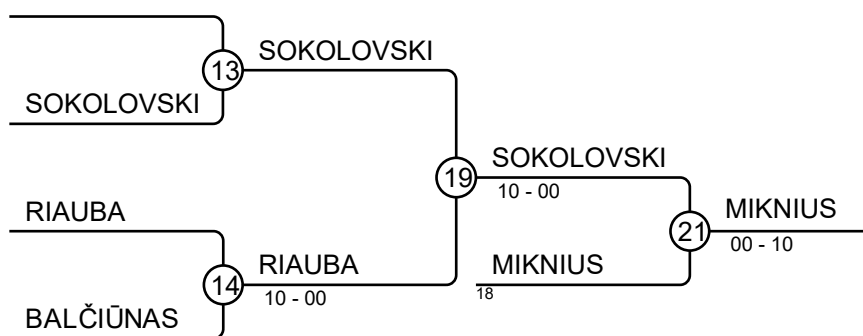 SOKOLOVSKI
13
SOKOLOVSKI
SOKOLOVSKI
19
10 - 00
RIAUBA
MIKNIUS
21
00 - 10
RIAUBA
MIKNIUS
14
10 - 00
18
BALČIŪNAS